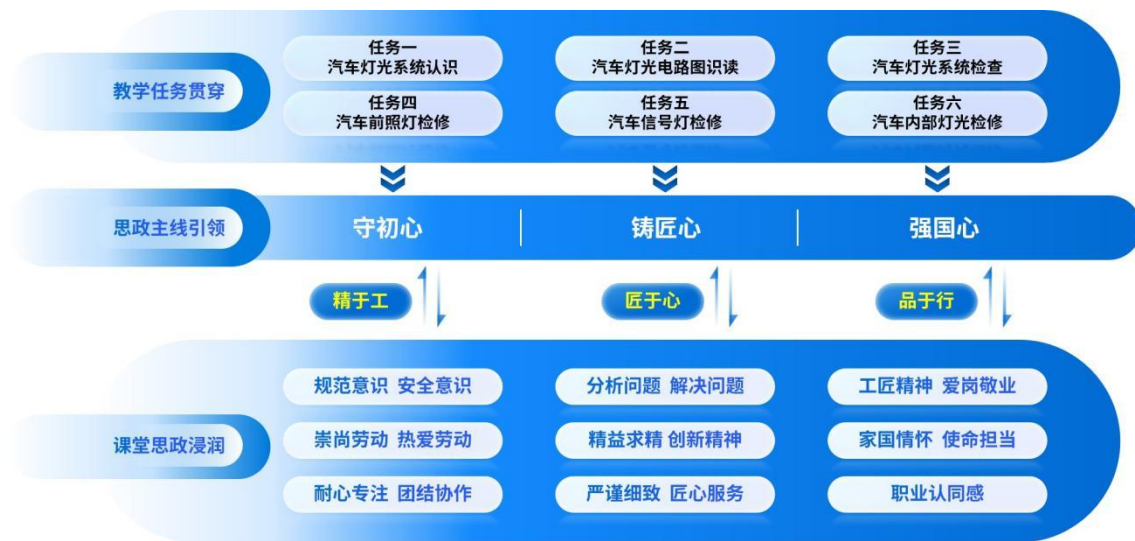 任务一
汽车灯光系统认识
任务二
汽车灯光电路图识读
任务三
汽车灯光系统检查
教学任务贯穿
任务四
汽车前照灯检修
任务五
汽车信号灯检修
任务六
汽车内部灯光检修
思政主线引领
守初心
铸匠心
强国心
精于工
匠于心
品于行
规范意识 安全意识
分析问题 解决问题
工匠精神 爱岗敬业
课堂思政浸润
崇尚劳动 热爱劳动
精益求精 创新精神
家国情怀 使命担当
耐心专注 团结协作
严谨细致 匠心服务
职业认同感